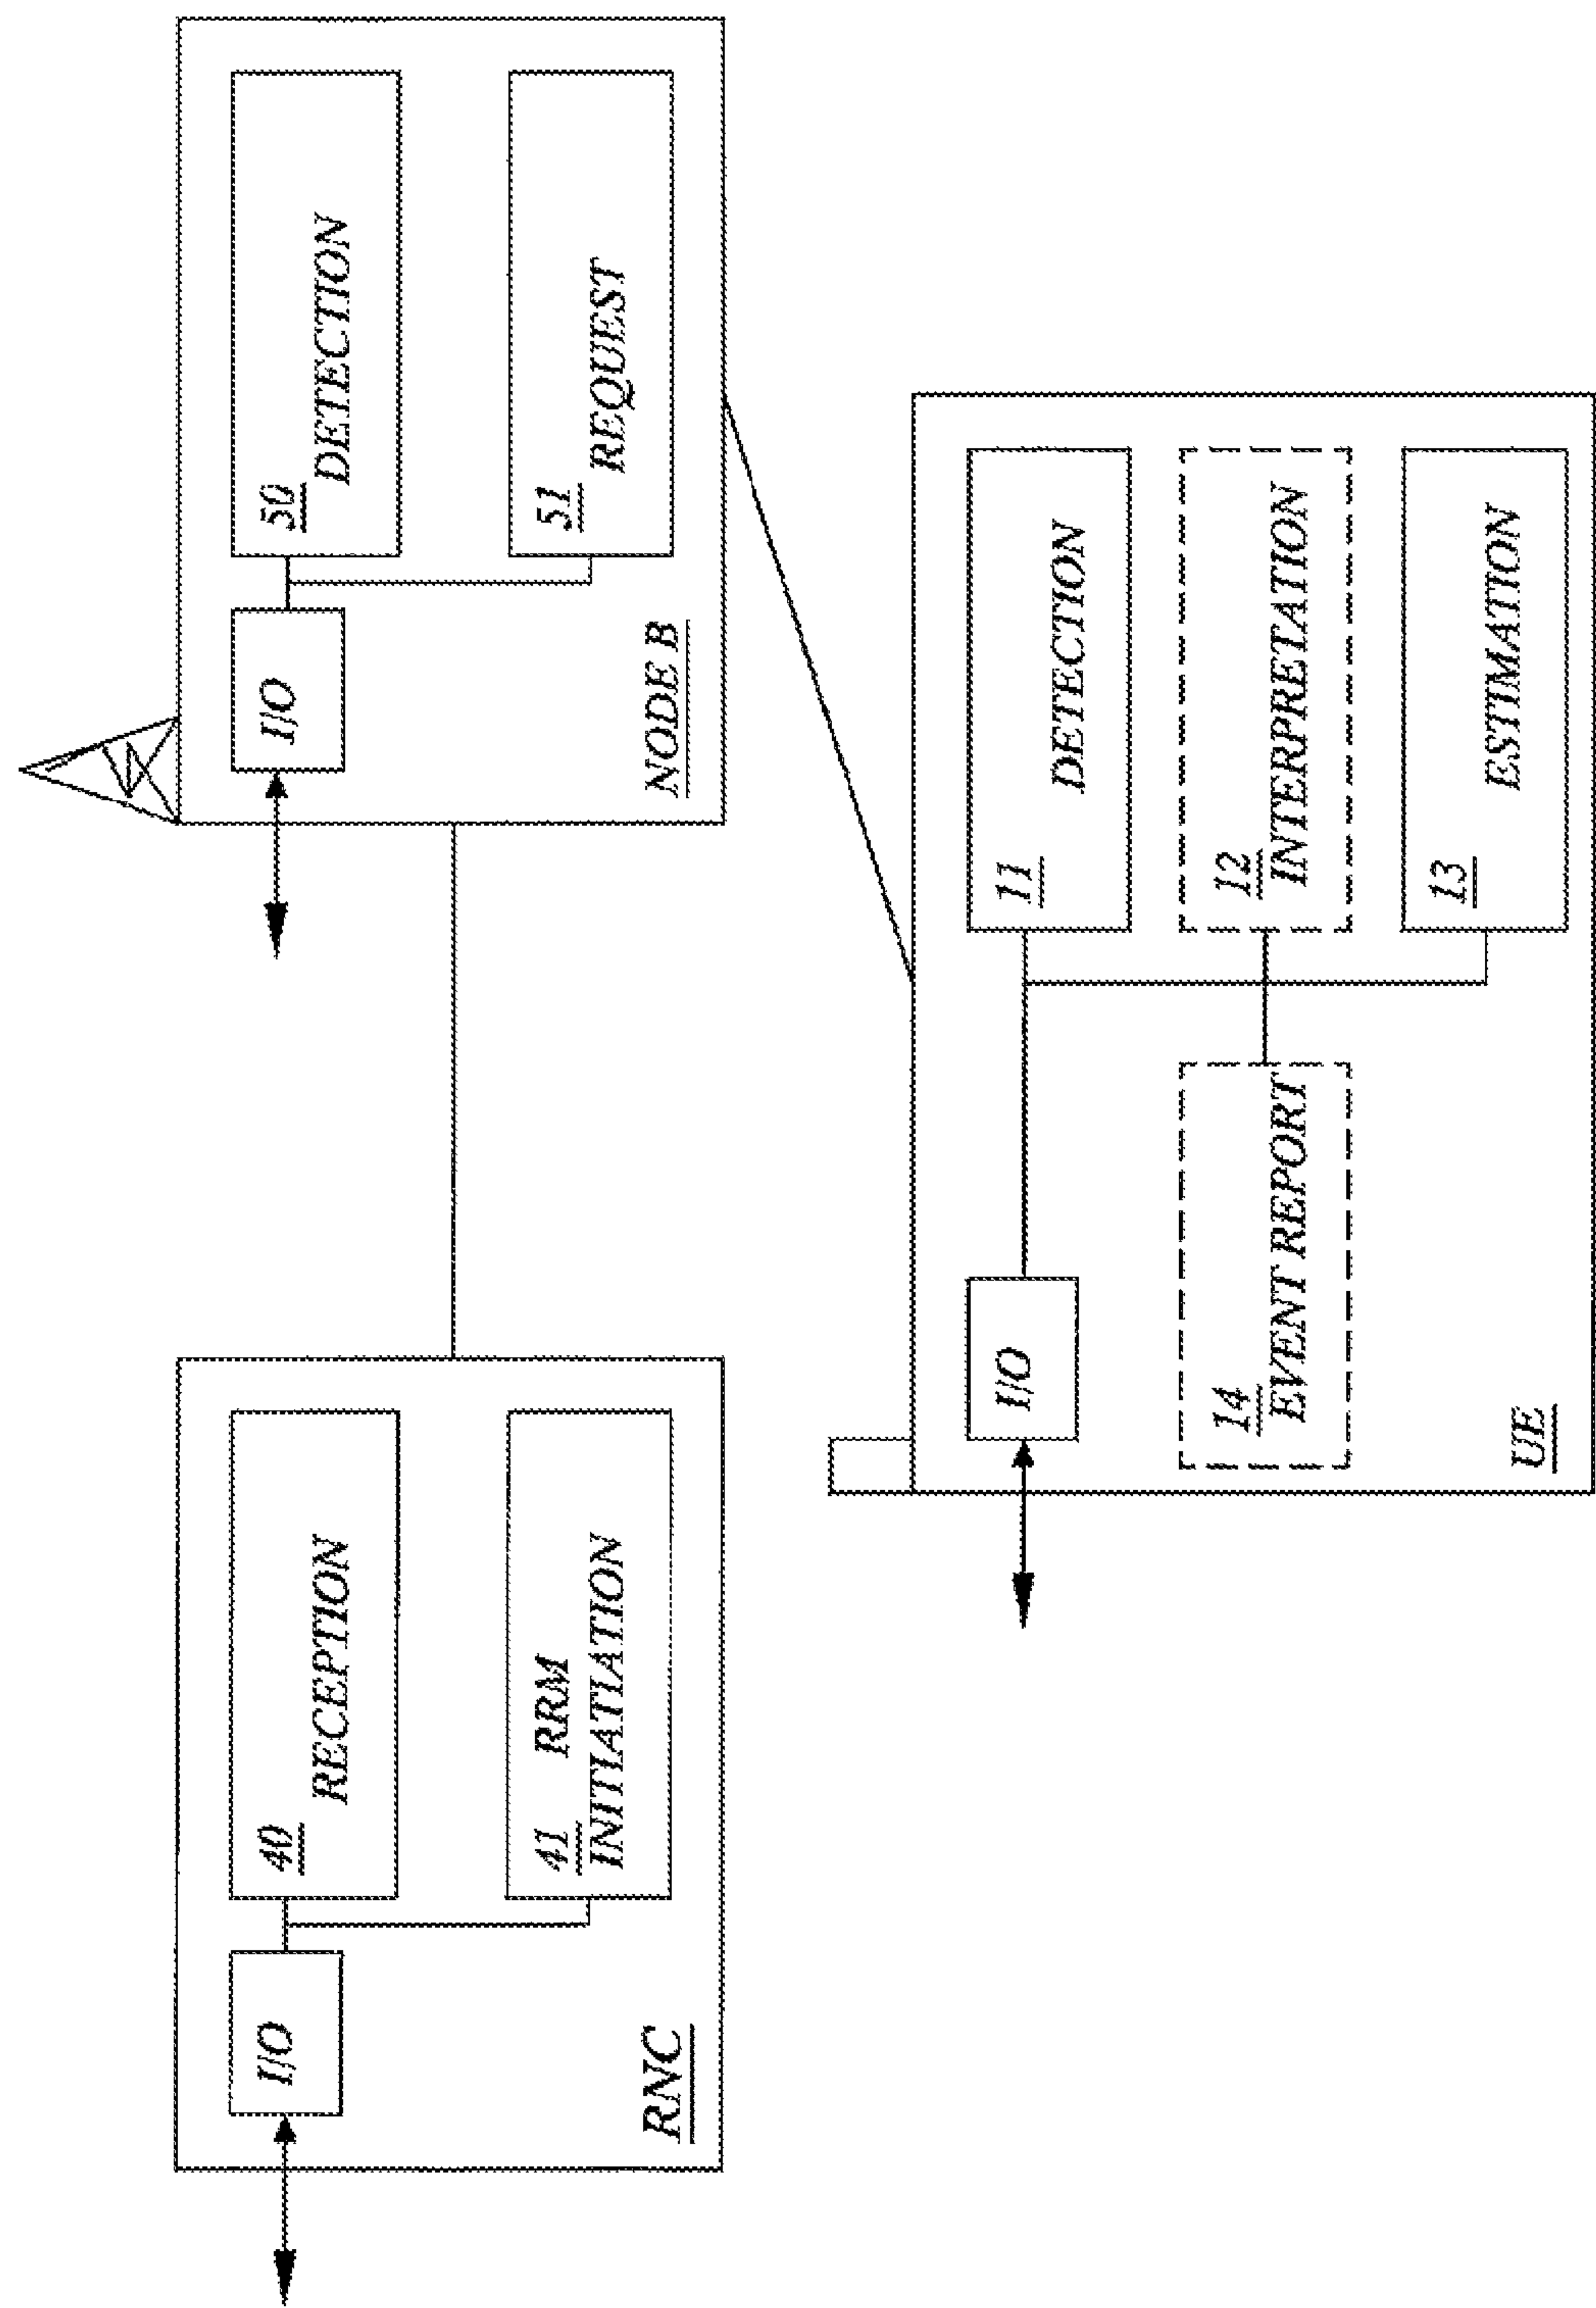 I/O
40
RECEPTION
41 RRM
INITIATIATION
RNC
I/O
50
DETECTION
51
REQUEST
NODE B
I/O
11
DETECTION
12
INTERPRETATION
13
ESTIMATION
14
EVENT REPORT
UE